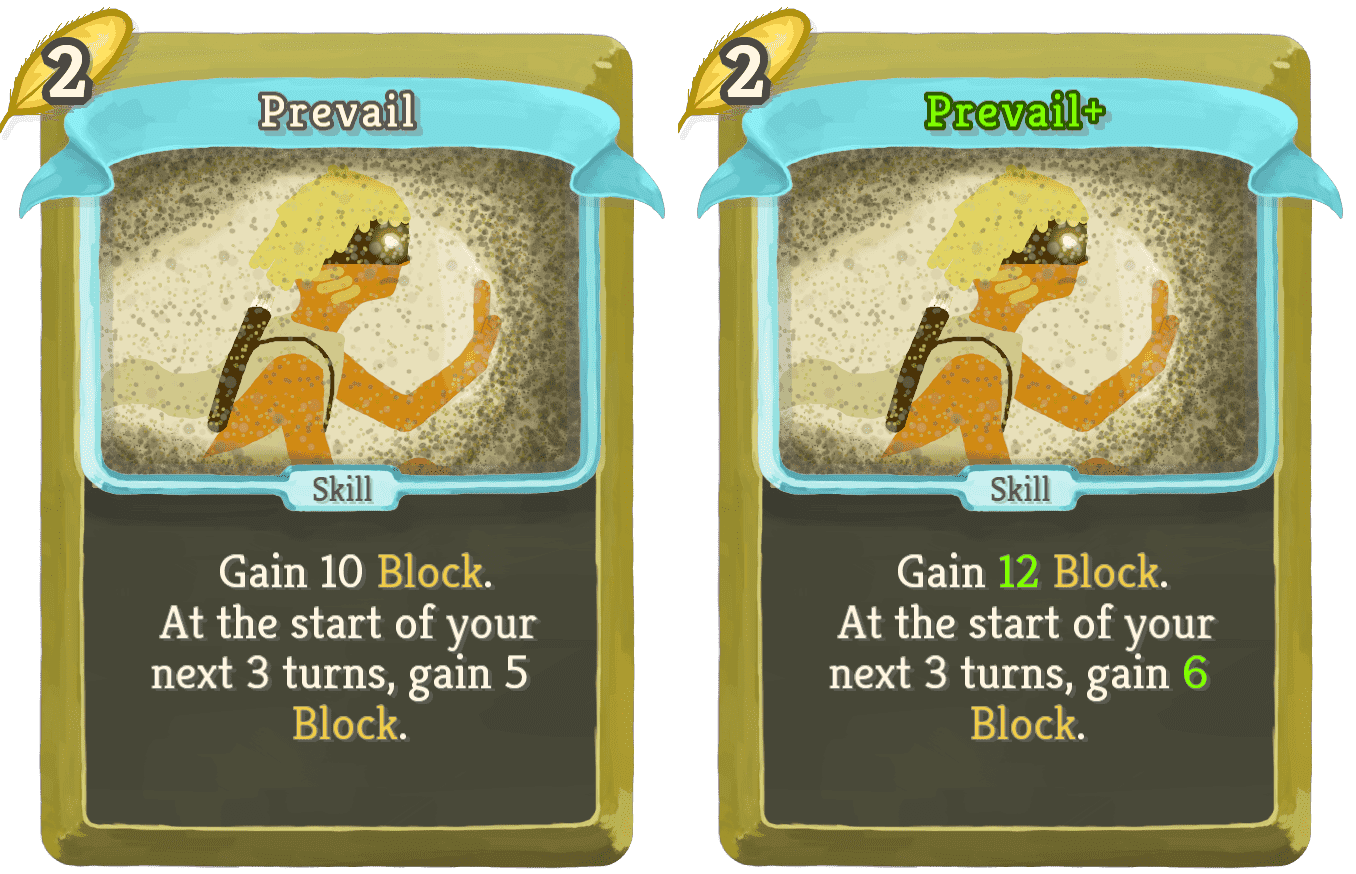 2
Prevail
Skill
Gain 10 Block.
At the start of your
next 3 turns, gain 5
Block.
2
Prevail+
Skill
Gain 12 Block.
At the start of your
next 3 turns, gain 6
Block.